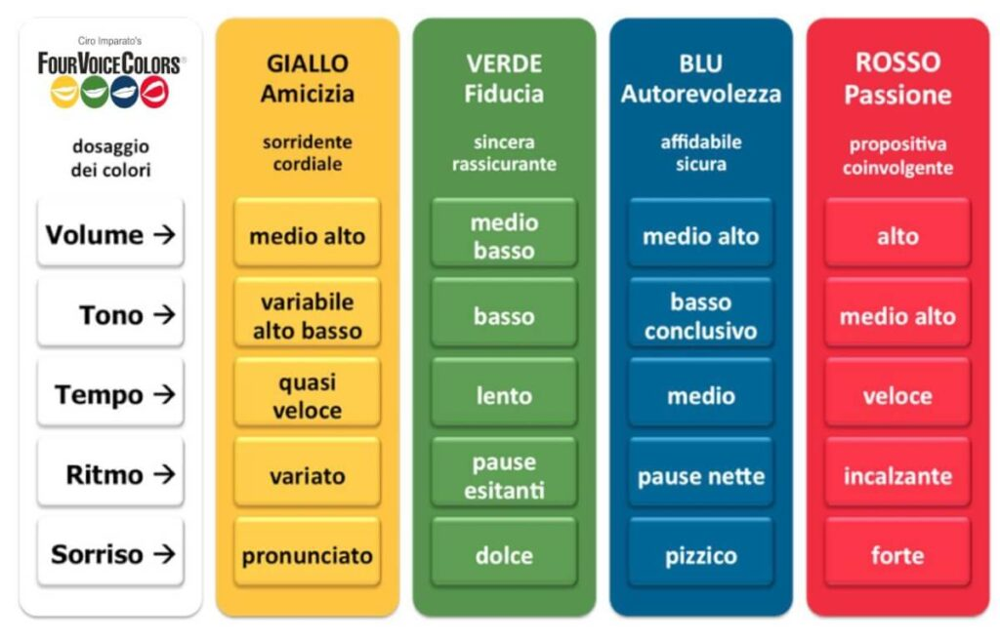 Ciro Imparato's
FOURVOICECOLORS®
dosaggio
dei colori
Volume →
Tono →
Tempo →
Ritmo →
Sorriso →
GIALLO
Amicizia
sorridente
cordiale
medio alto
variabile
alto basso
quasi
veloce
variato
pronunciato
VERDE
Fiducia
sincera
rassicurante
medio
basso
basso
lento
pause
esitanti
dolce
BLU
Autorevolezza
affidabile
sicura
medio alto
basso
conclusivo
medio
pause nette
pizzico
ROSSO
Passione
propositiva
coinvolgente
alto
medio alto
veloce
incalzante
forte